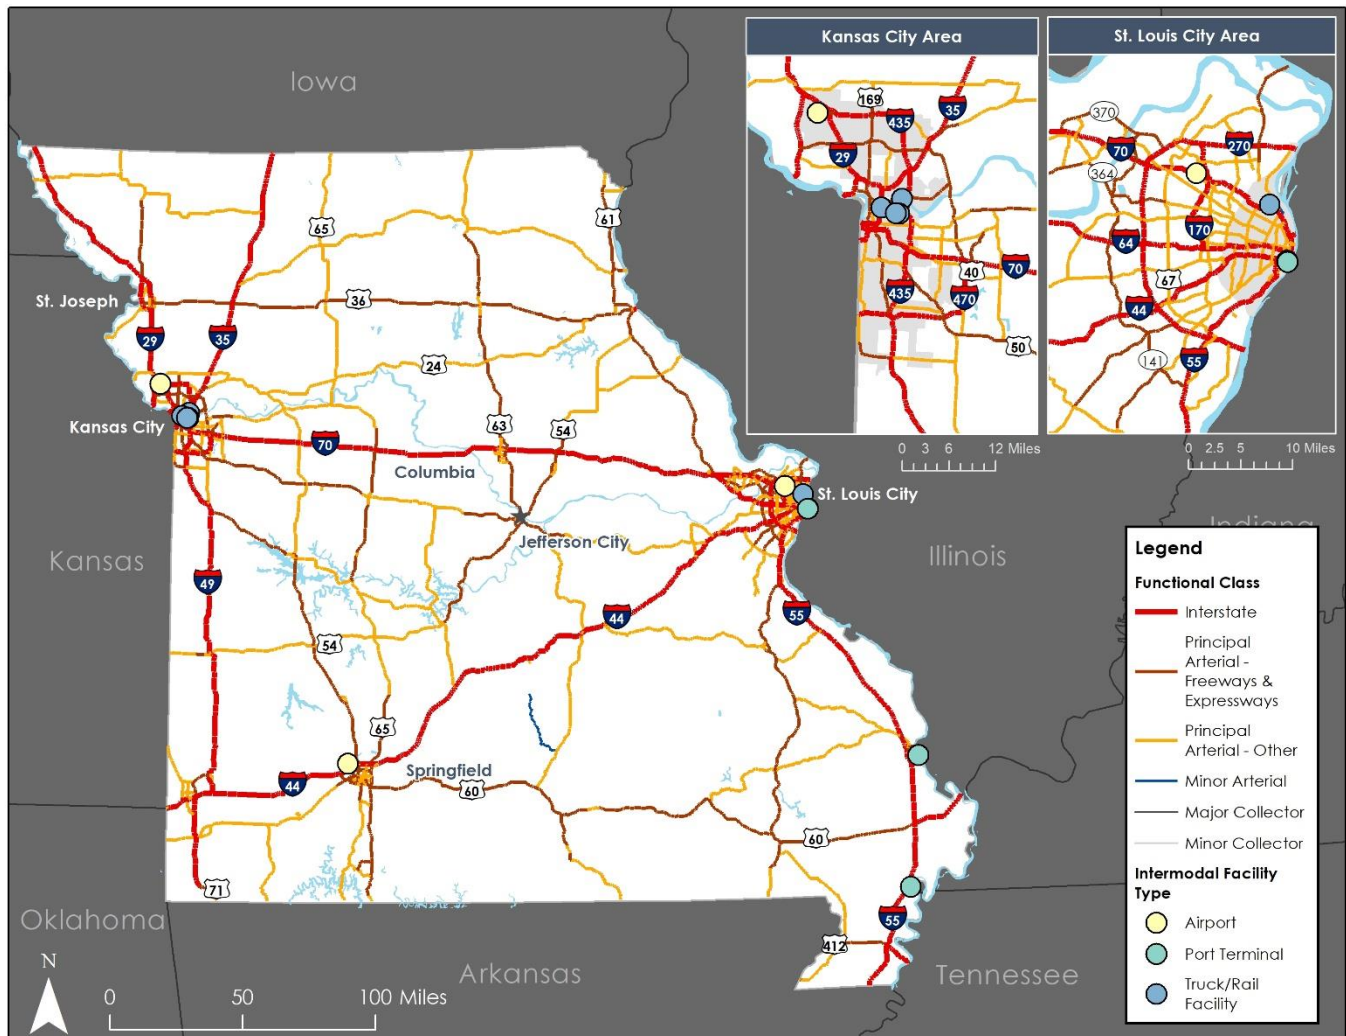 Iowa
Kansas City Area
169
435
35
29
40
70
435
470
50
0 3 6 12 Miles
St. Louis City Area
370
70
270
364
170
64
67
44
141
55
0 2.5 5 10 Miles
65
61
St. Joseph
36
29
35
24
Kansas City
63
54
70
Columbia
St. Louis City
Jefferson City
Kansas
Illinois
Indiana
49
44
55
54
65
Springfield
44
60
60
71
Oklahoma
55
412
Arkansas
Tennessee
N
0 50 100 Miles
Legend
Functional Class
Interstate
Principal
Arterial -
Freeways &
Expressways
Principal
Arterial - Other
Minor Arterial
Major Collector
Minor Collector
Intermodal Facility
Type
Airport
Port Terminal
Truck/Rail
Facility